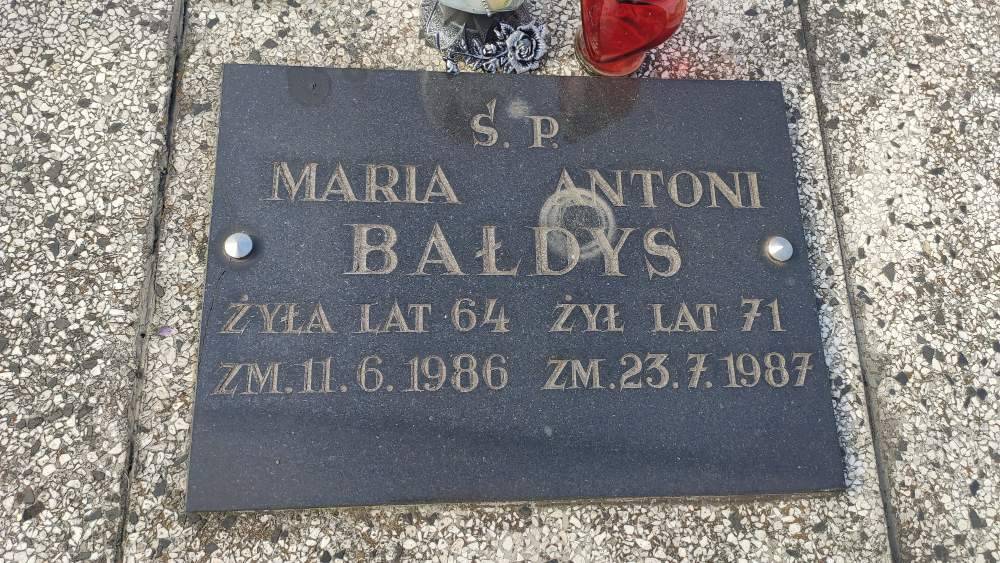 Ś. P.
MARIA ANTONI
BAŁDYS
ŻYŁA LAT 64 ŻYŁ LAT 71
ZM. 11. 6. 1986 ZM. 23. 7. 1987